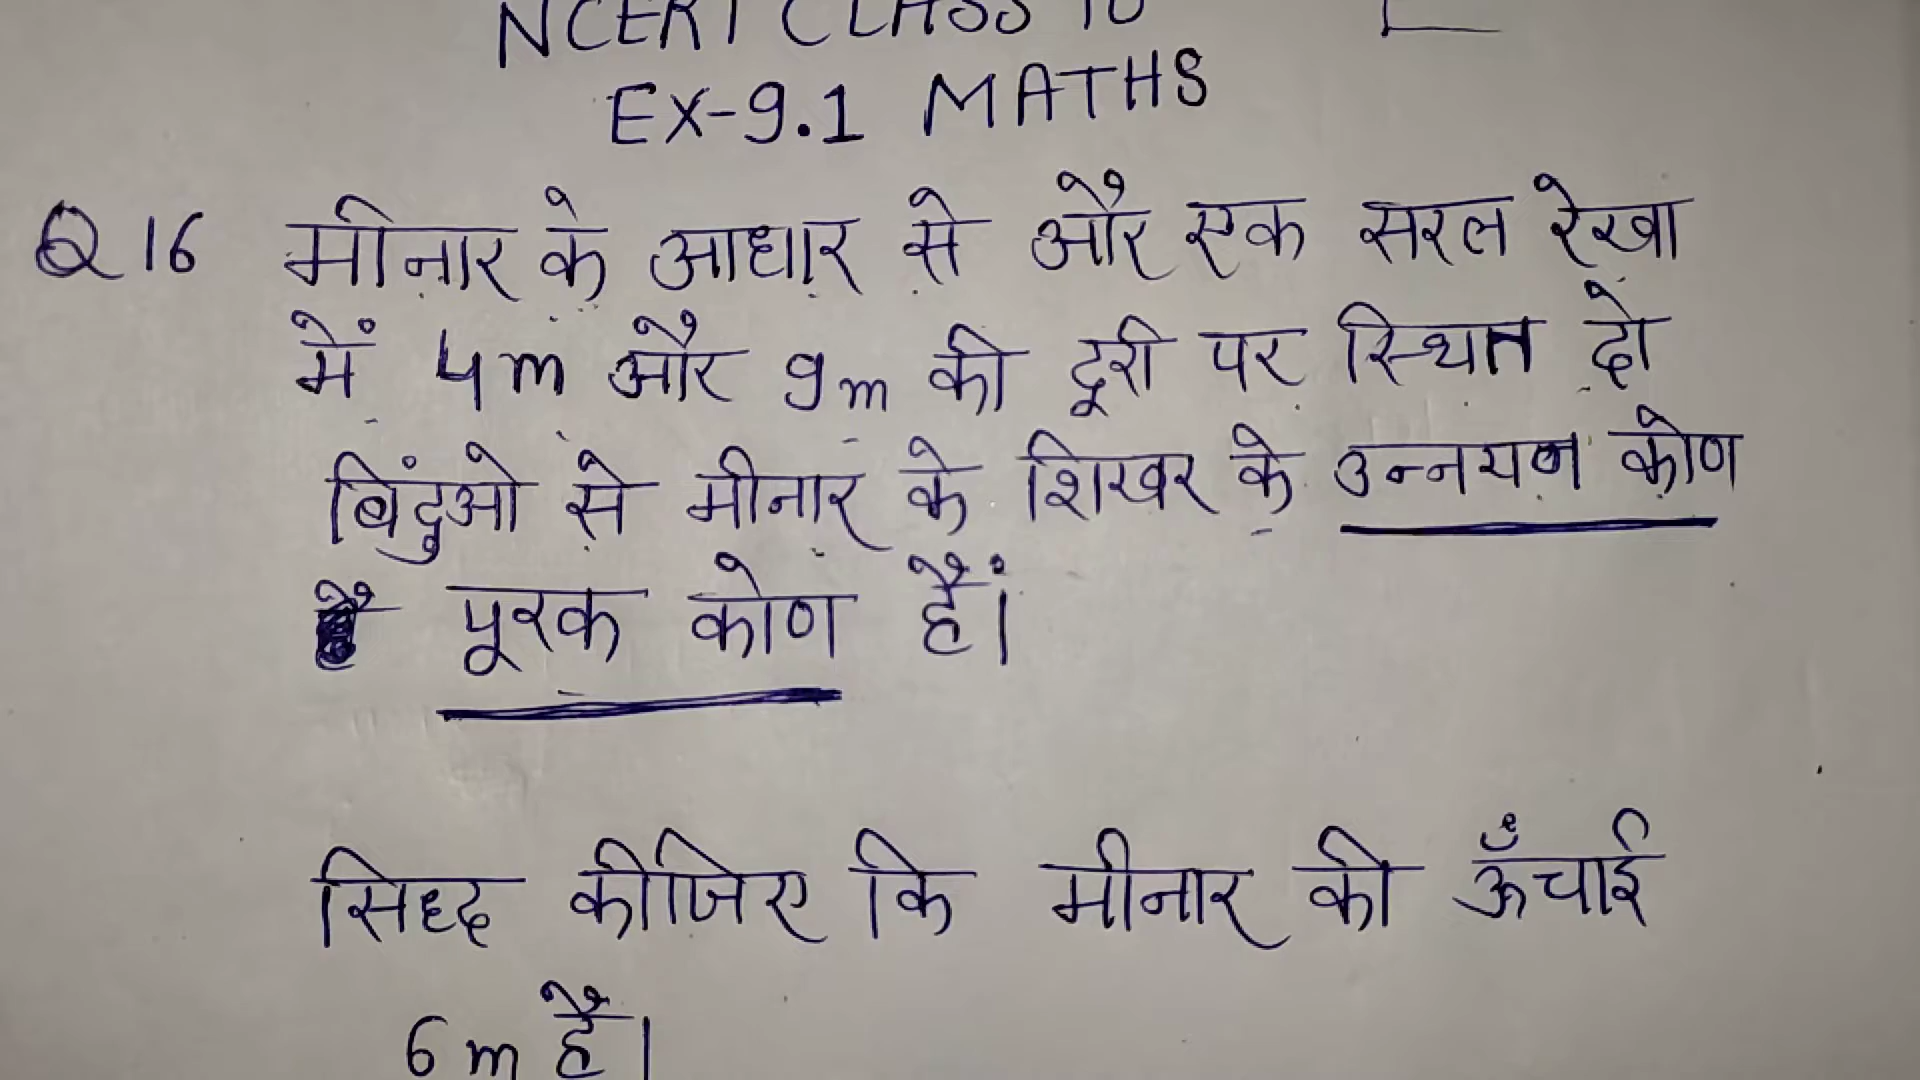 NCERT CLASS 10
EX-9.1 MATHS
Q 16 मीनार के आधार से और एक सरल रेखा
में 4m और 9m की दूरी पर स्थित दो
बिंदुओ से मीनार के शिखर के उन्नयन कोण
पूरक कोण हैं।
सिध्द कीजिए कि मीनार की ऊँचाई
6 m है।